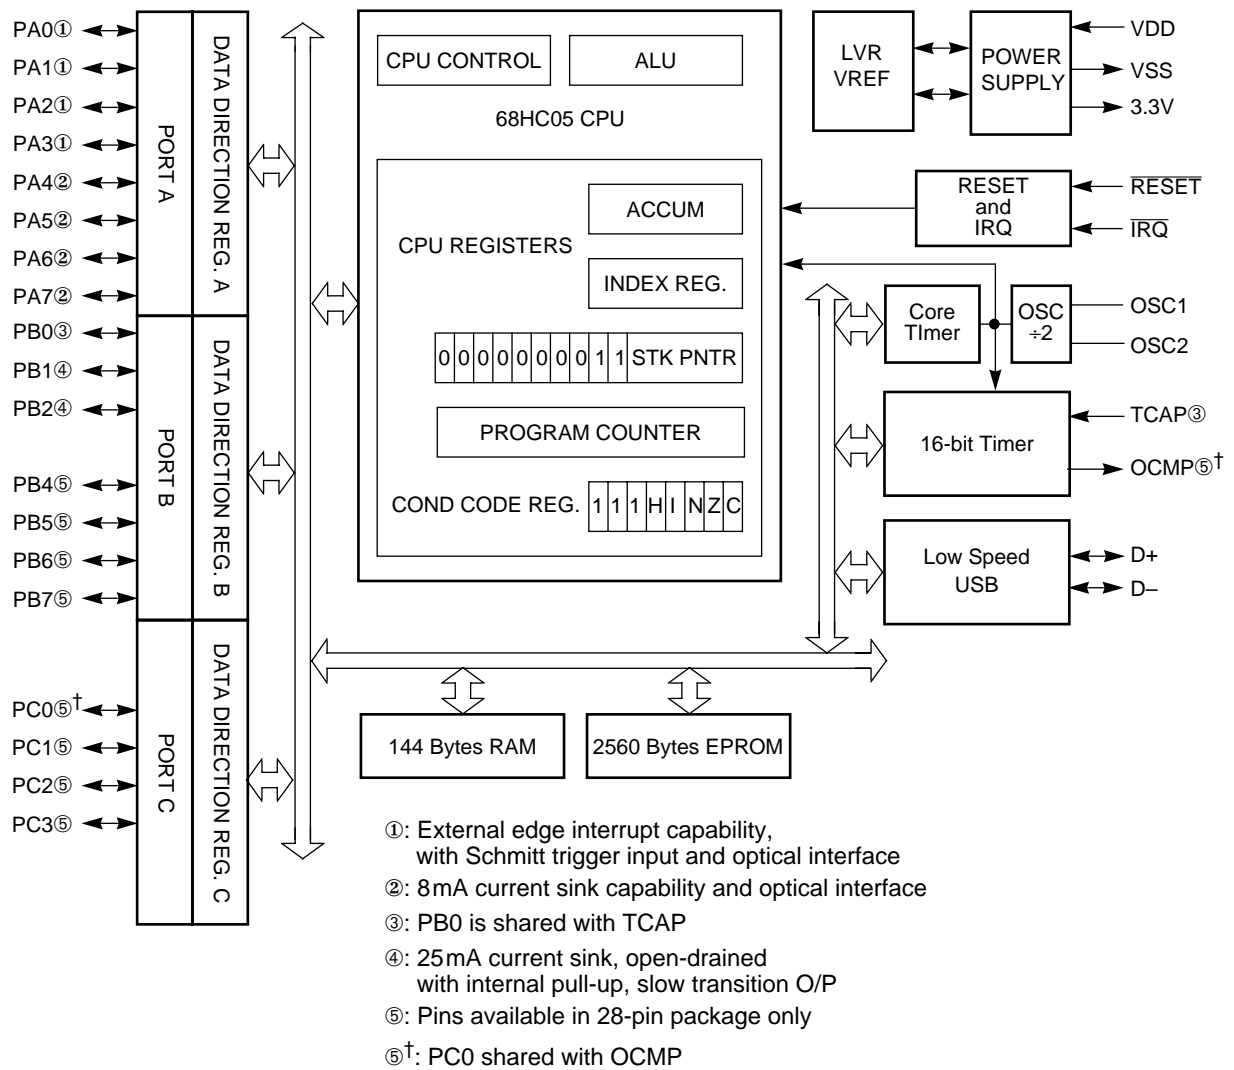 PA0①
PA1①
PA2①
PA3①
PA4②
PA5②
PA6②
PA7②
PB0③
PB1④
PB2④
PB4⑤
PB5⑤
PB6⑤
PB7⑤
PC0⑤†
PC1⑤
PC2⑤
PC3⑤
PORT A
DATA DIRECTION REG. A
PORT B
DATA DIRECTION REG. B
PORT C
DATA DIRECTION REG. C
CPU CONTROL
ALU
68HC05 CPU
ACCUM
CPU REGISTERS
INDEX REG.
0 0 0 0 0 0 0 0 1 1 STK PNTR
PROGRAM COUNTER
COND CODE REG. 1 1 1 H I N Z C
LVR
VREF
POWER
SUPPLY
VDD
VSS
3.3V
RESET
and
IRQ
RESET
IRQ
Core
TImer
OSC
÷2
OSC1
OSC2
16-bit Timer
TCAP③
OCMP⑤†
Low Speed
USB
D+
D–
144 Bytes RAM
2560 Bytes EPROM
①: External edge interrupt capability,
with Schmitt trigger input and optical interface
②: 8mA current sink capability and optical interface
③: PB0 is shared with TCAP
④: 25mA current sink, open-drained
with internal pull-up, slow transition O/P
⑤: Pins available in 28-pin package only
⑤†: PC0 shared with OCMP